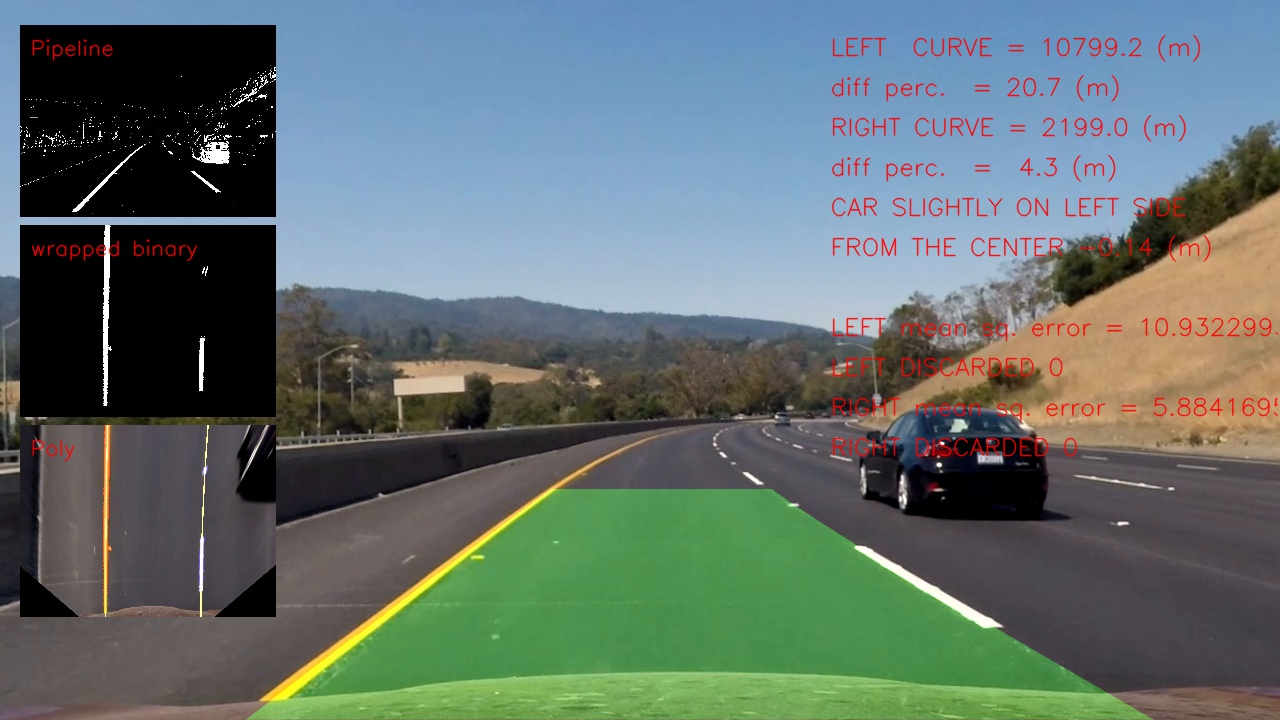 Pipeline
wrapped binary
Poly
LEFT CURVE = 10799.2 (m)
diff perc. = 20.7 (m)
RIGHT CURVE = 2199.0 (m)
diff perc. = 4.3 (m)
CAR SLIGHTLY ON LEFT SIDE
FROM THE CENTER -0.14 (m)
LEFT mean sq. error = 10.932299
LEFT DISCARDED 0
RIGHT mean sq. error = 5.884169
RIGHT DISCARDED 0